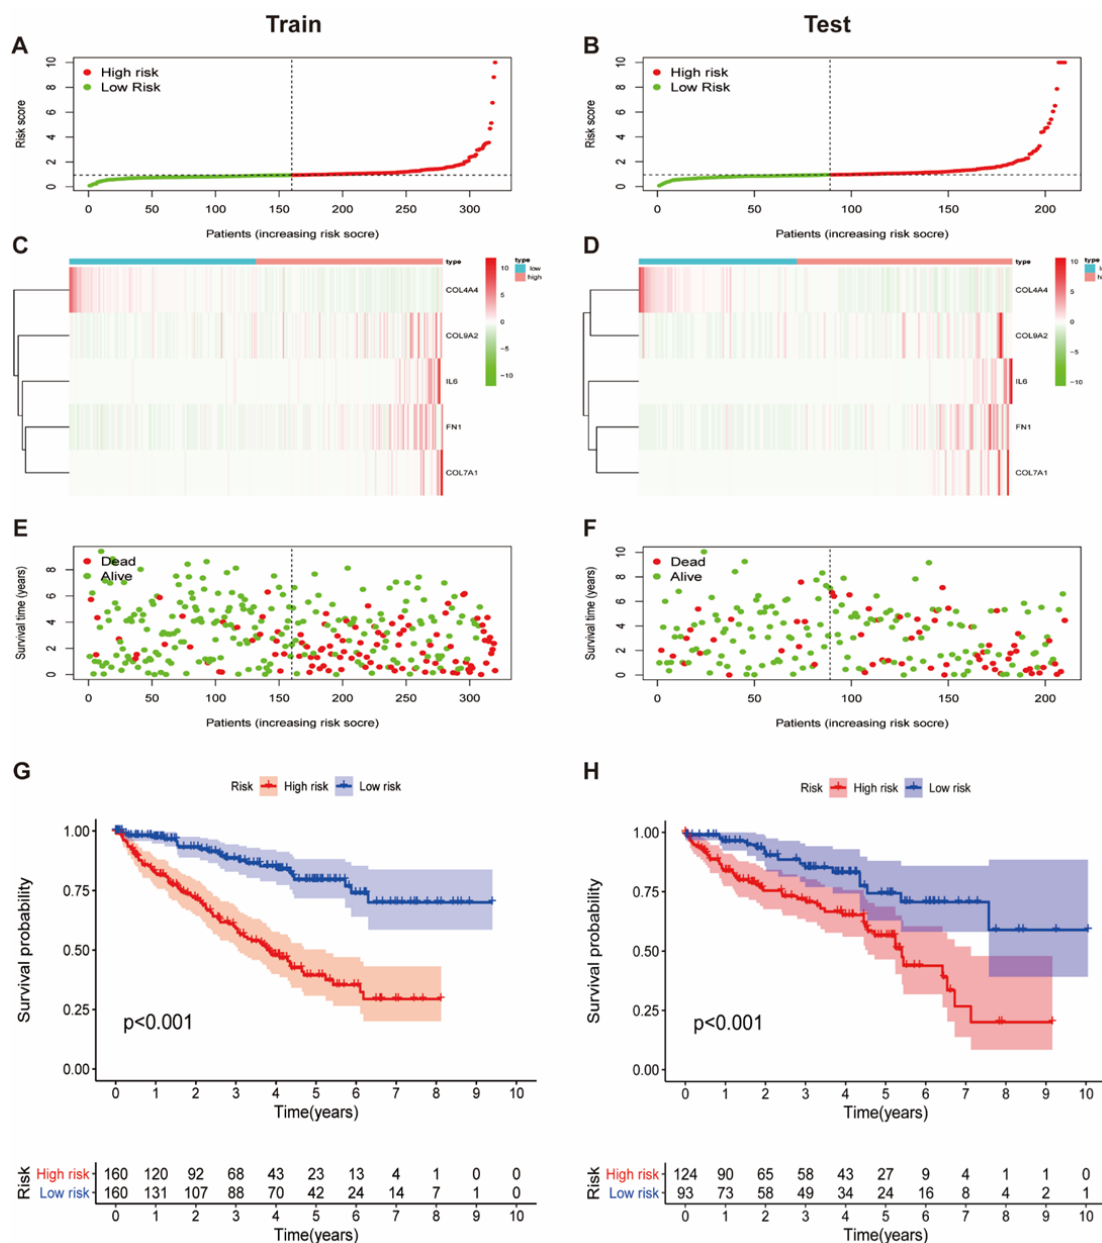 Train
Test
A
High risk
Low Risk
Risk score
10
8
6
4
2
0
0 50 100 150 200 250 300
Patients (increasing risk socre)
B
High risk
Low Risk
Risk score
10
8
6
4
2
0
0 50 100 150 200
Patients (increasing risk socre)
C
type
COL4A4
COL9A2
IL6
FN1
COL7A1
10
5
0
−5
−10
type
low
high
D
type
COL4A4
COL9A2
IL6
FN1
COL7A1
10
5
0
−5
−10
type
E
Dead
Alive
Survival time (years)
8
6
4
2
0
0 50 100 150 200 250 300
Patients (increasing risk socre)
F
Dead
Alive
Survival time (years)
10
8
6
4
2
0
0 50 100 150 200
Patients (increasing risk socre)
G
Risk High risk Low risk
Survival probability
1.00
0.75
0.50
0.25
0.00
p<0.001
0 1 2 3 4 5 6 7 8 9 10
Time(years)
Risk
High risk 160 120 92 68 43 23 13 4 1 0 0
Low risk 160 131 107 88 70 42 24 14 7 1 0
0 1 2 3 4 5 6 7 8 9 10
Time(years)
H
Risk High risk Low risk
Survival probability
1.00
0.75
0.50
0.25
0.00
p<0.001
0 1 2 3 4 5 6 7 8 9 10
Time(years)
Risk
High risk 124 90 65 58 43 27 9 4 1 1 0
Low risk 93 73 58 49 34 24 16 8 4 2 1
0 1 2 3 4 5 6 7 8 9 10
Time(years)